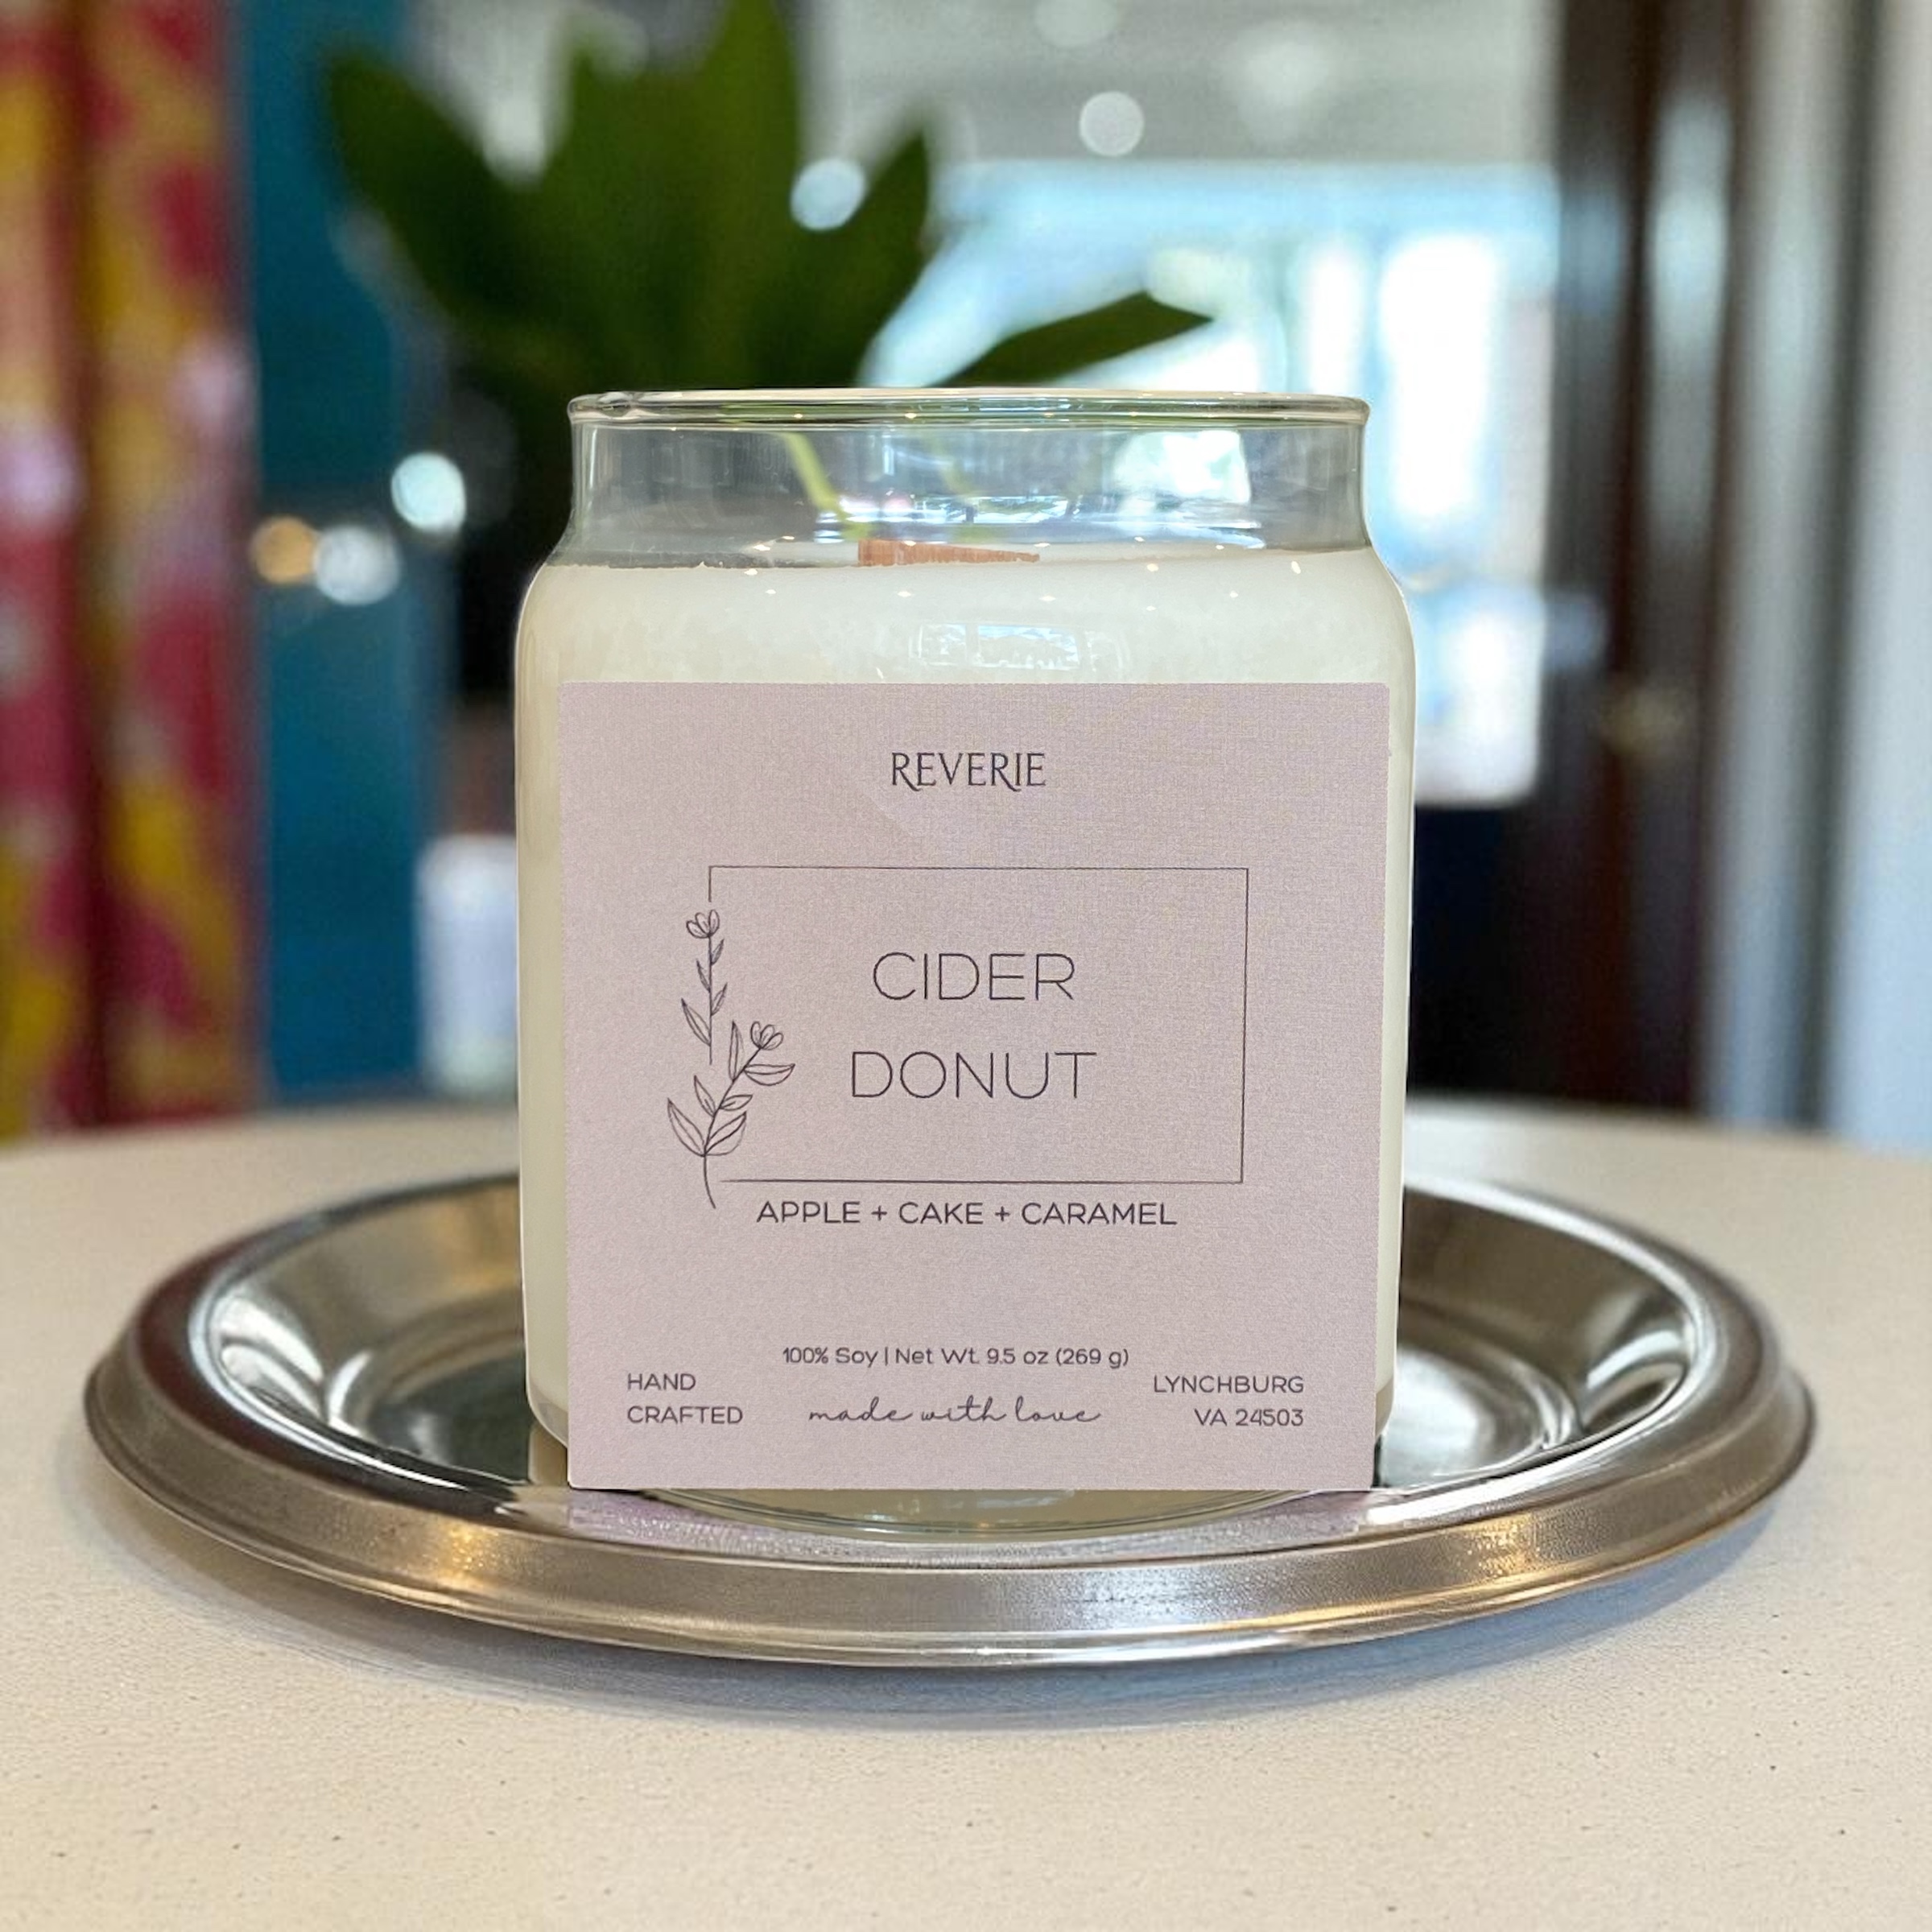 REVERIE
CIDER
DONUT
APPLE + CAKE + CARAMEL
100% Soy | Net Wt. 9.5 oz (269 g)
HAND
CRAFTED
made with love
LYNCHBURG
VA 24503